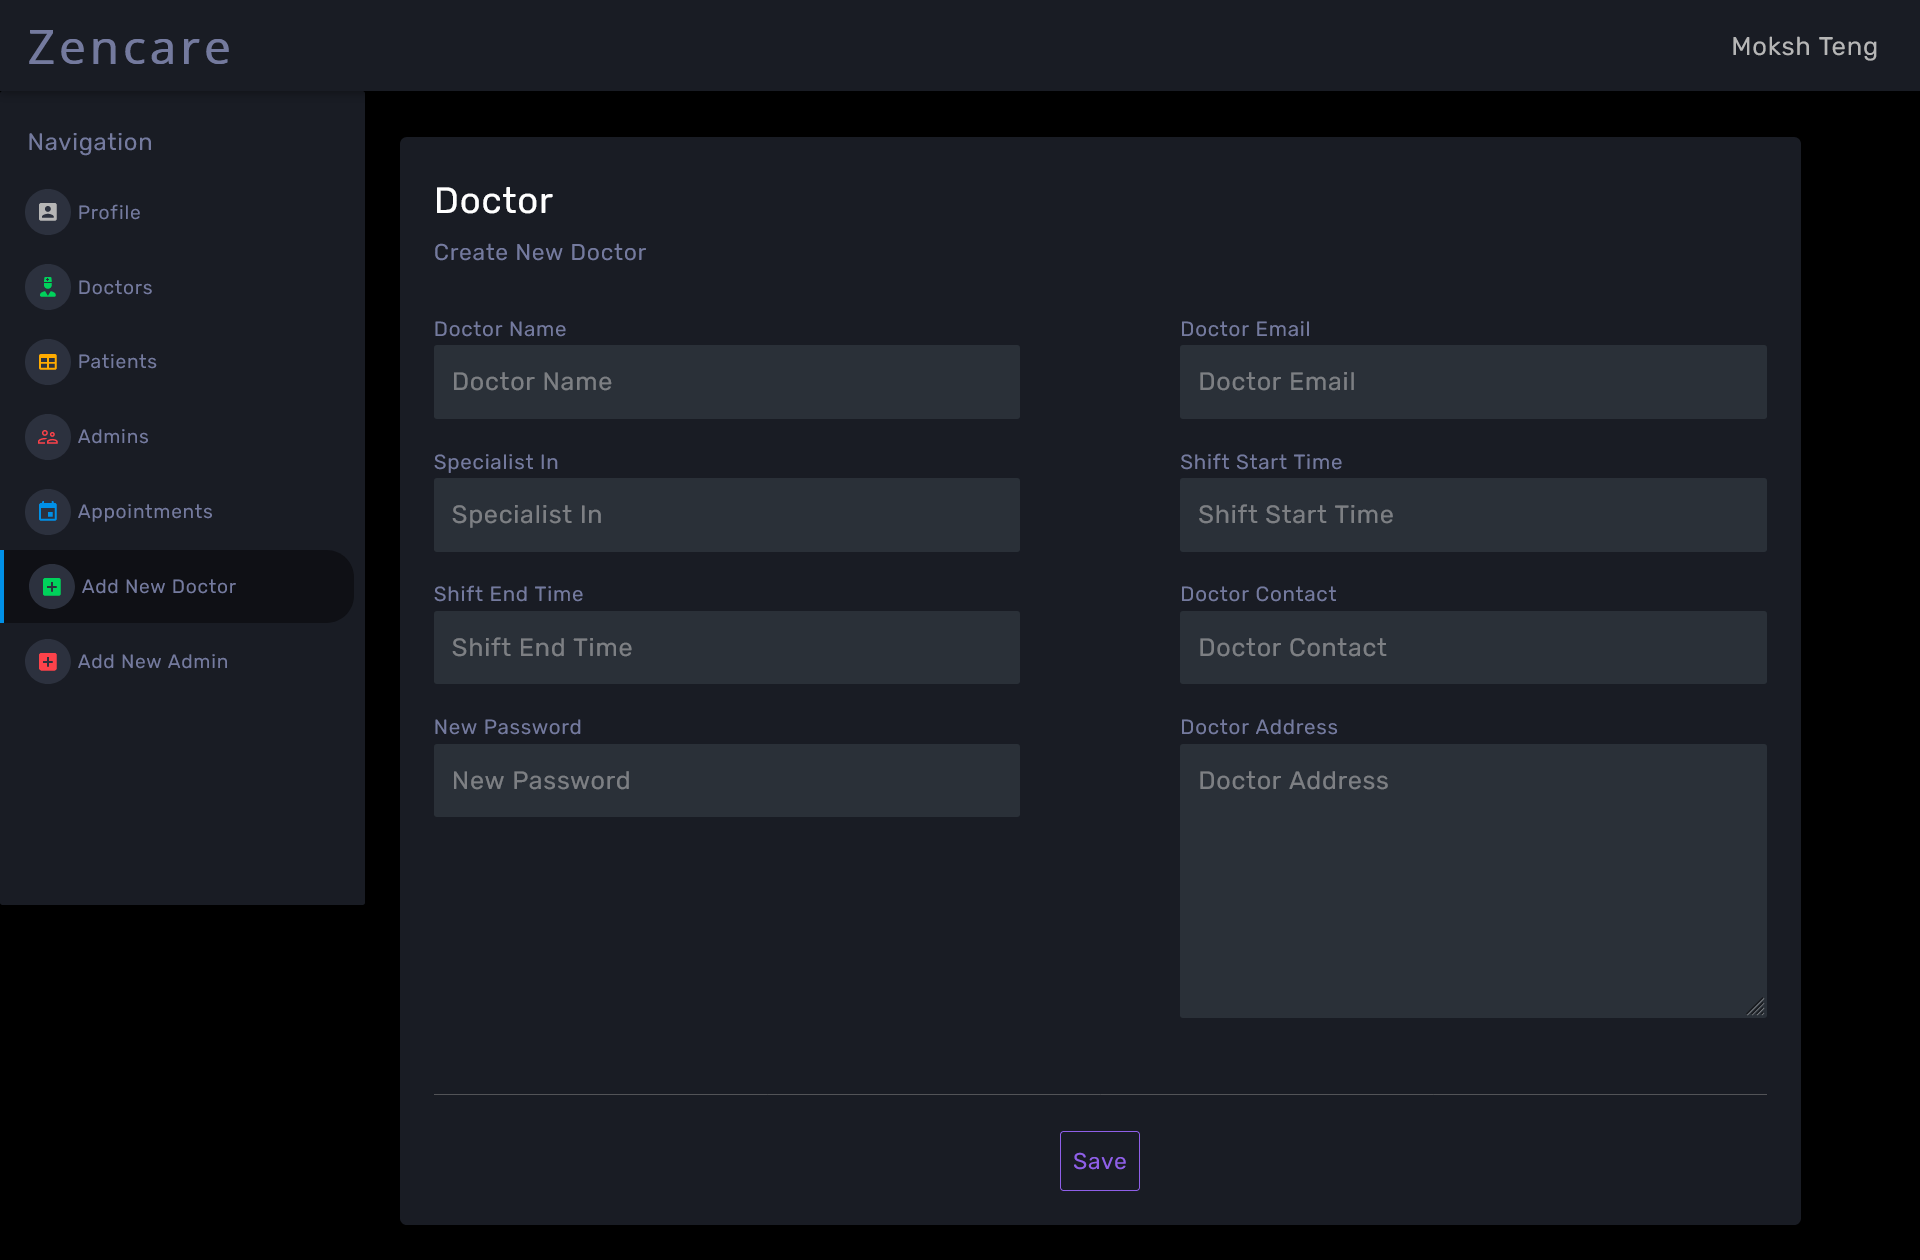 Zencare
Moksh Teng
Navigation
Profile
Doctors
Patients
Admins
Appointments
Add New Doctor
Add New Admin
Doctor
Create New Doctor
Doctor Name
Doctor Name
Doctor Email
Doctor Email
Specialist In
Specialist In
Shift Start Time
Shift Start Time
Shift End Time
Shift End Time
Doctor Contact
Doctor Contact
New Password
New Password
Doctor Address
Doctor Address
Save